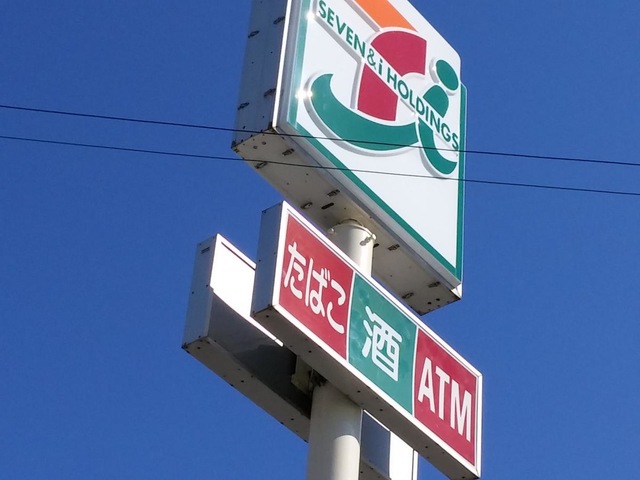 SEVEN&i HOLDINGS
たばこ 酒 ATM